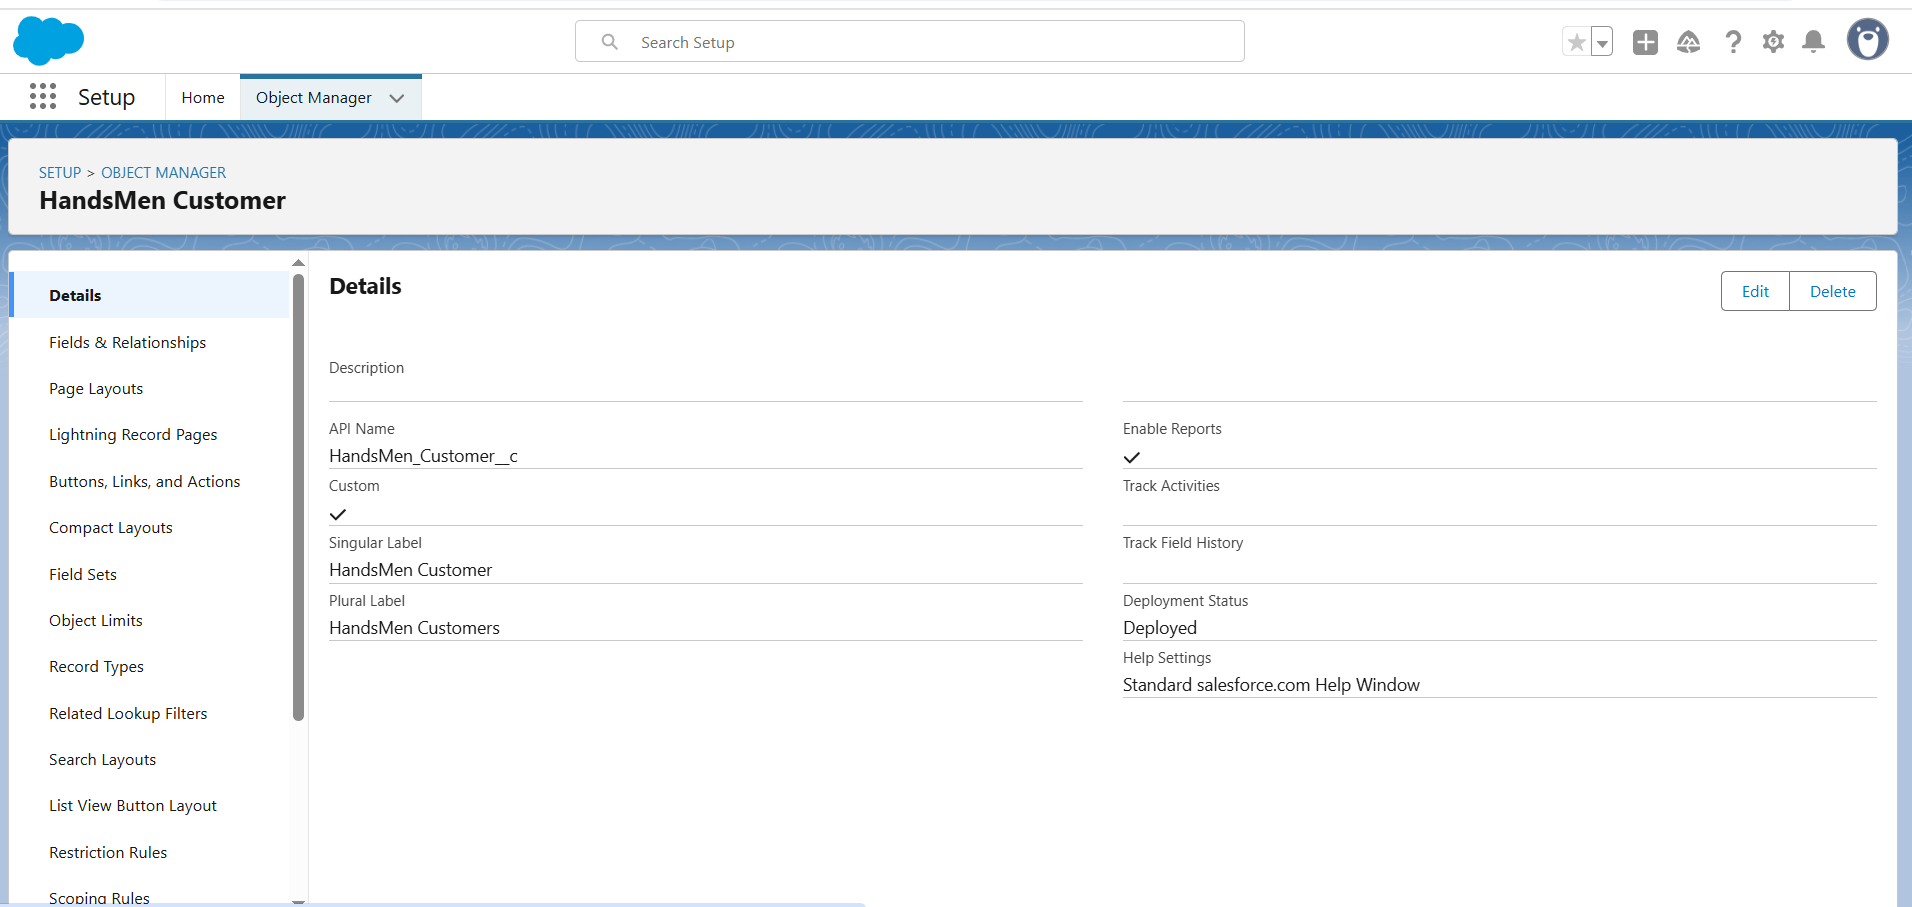 Search Setup
Setup
Home
Object Manager
SETUP > OBJECT MANAGER
HandsMen Customer
Details
Fields & Relationships
Page Layouts
Lightning Record Pages
Buttons, Links, and Actions
Compact Layouts
Field Sets
Object Limits
Record Types
Related Lookup Filters
Search Layouts
List View Button Layout
Restriction Rules
Scoping Rules
Details
Edit
Delete
Description
API Name
HandsMen_Customer__c
Custom
Singular Label
HandsMen Customer
Plural Label
HandsMen Customers
Enable Reports
Track Activities
Track Field History
Deployment Status
Deployed
Help Settings
Standard salesforce.com Help Window